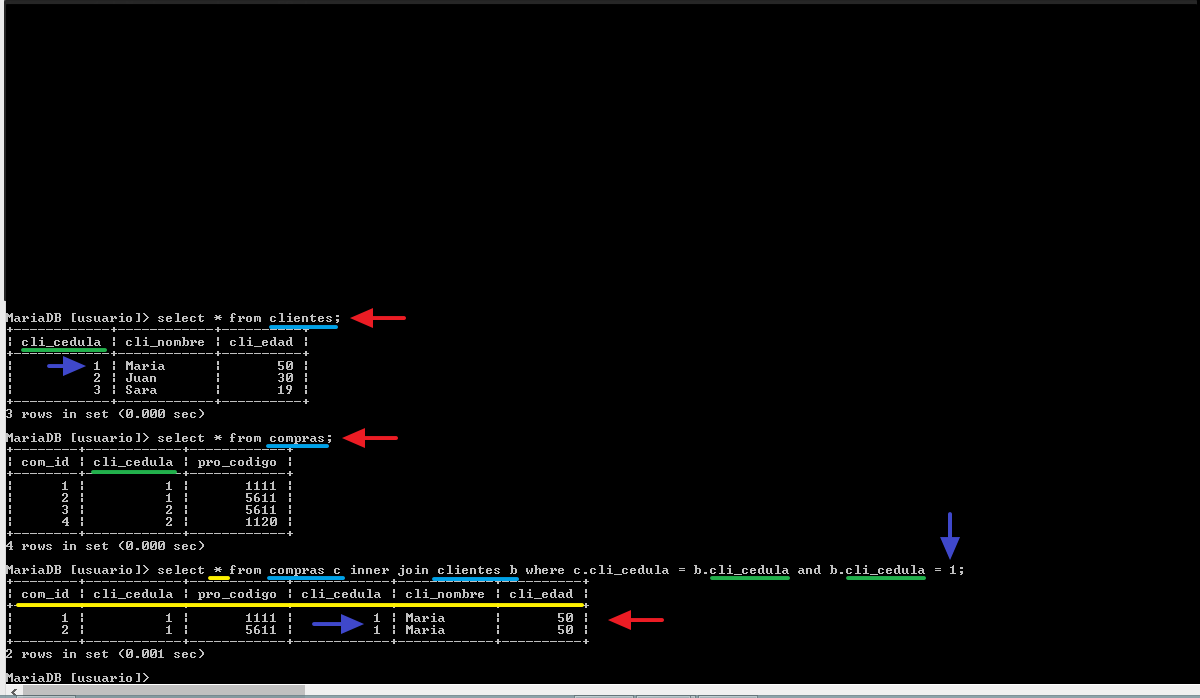 MariaDB [usuario]> select * from clientes;
+-----------+------------+----------+
| cli_cedula | cli_nombre | cli_edad |
+-----------+------------+----------+
| 1 | Maria | 50 |
| 2 | Juan | 30 |
| 3 | Sara | 19 |
+-----------+------------+----------+
3 rows in set (0.000 sec)
MariaDB [usuario]> select * from compras;
+--------+------------+------------+
| com_id | cli_cedula | pro_codigo |
+--------+------------+------------+
| 1 | 1 | 1111 |
| 2 | 1 | 5611 |
| 3 | 2 | 5611 |
| 4 | 2 | 1120 |
+--------+------------+------------+
4 rows in set (0.000 sec)
MariaDB [usuario]> select * from compras c inner join clientes b where c.cli_cedula = b.cli_cedula and b.cli_cedula = 1;
+--------+------------+------------+------------+------------+----------+
| com_id | cli_cedula | pro_codigo | cli_cedula | cli_nombre | cli_edad |
+--------+------------+------------+------------+------------+----------+
| 1 | 1 | 1111 | 1 | Maria | 50 |
| 2 | 1 | 5611 | 1 | Maria | 50 |
+--------+------------+------------+------------+------------+----------+
2 rows in set (0.001 sec)
MariaDB [usuario]>